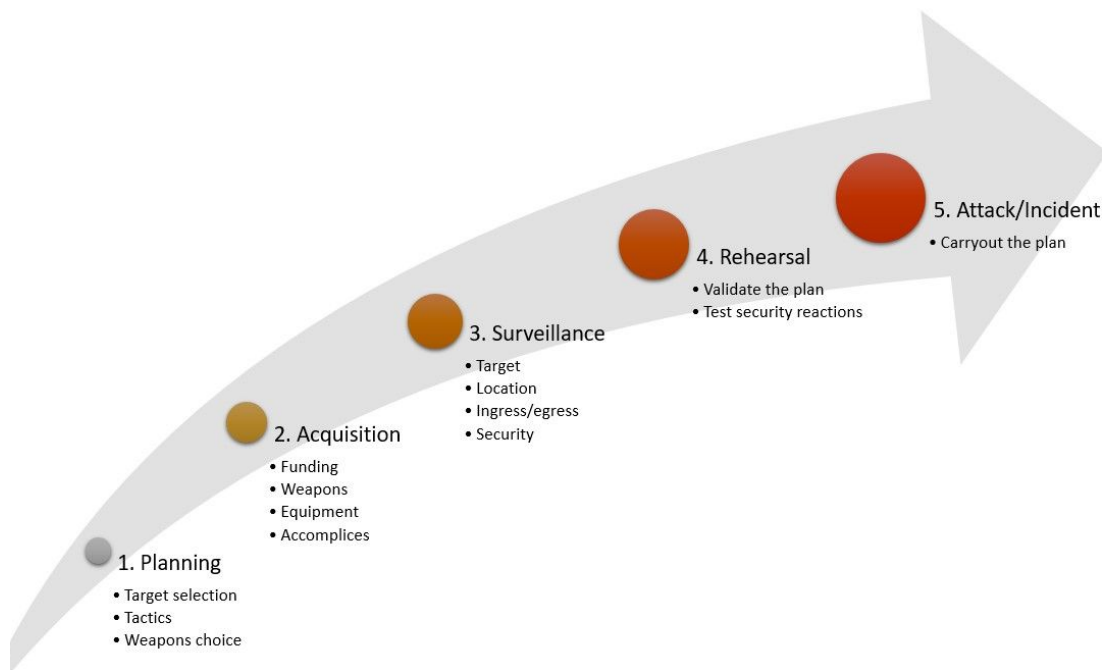 1. Planning
• Target selection
• Tactics
• Weapons choice
2. Acquisition
• Funding
• Weapons
• Equipment
• Accomplices
3. Surveillance
• Target
• Location
• Ingress/egress
• Security
4. Rehearsal
• Validate the plan
• Test security reactions
5. Attack/Incident
• Carryout the plan